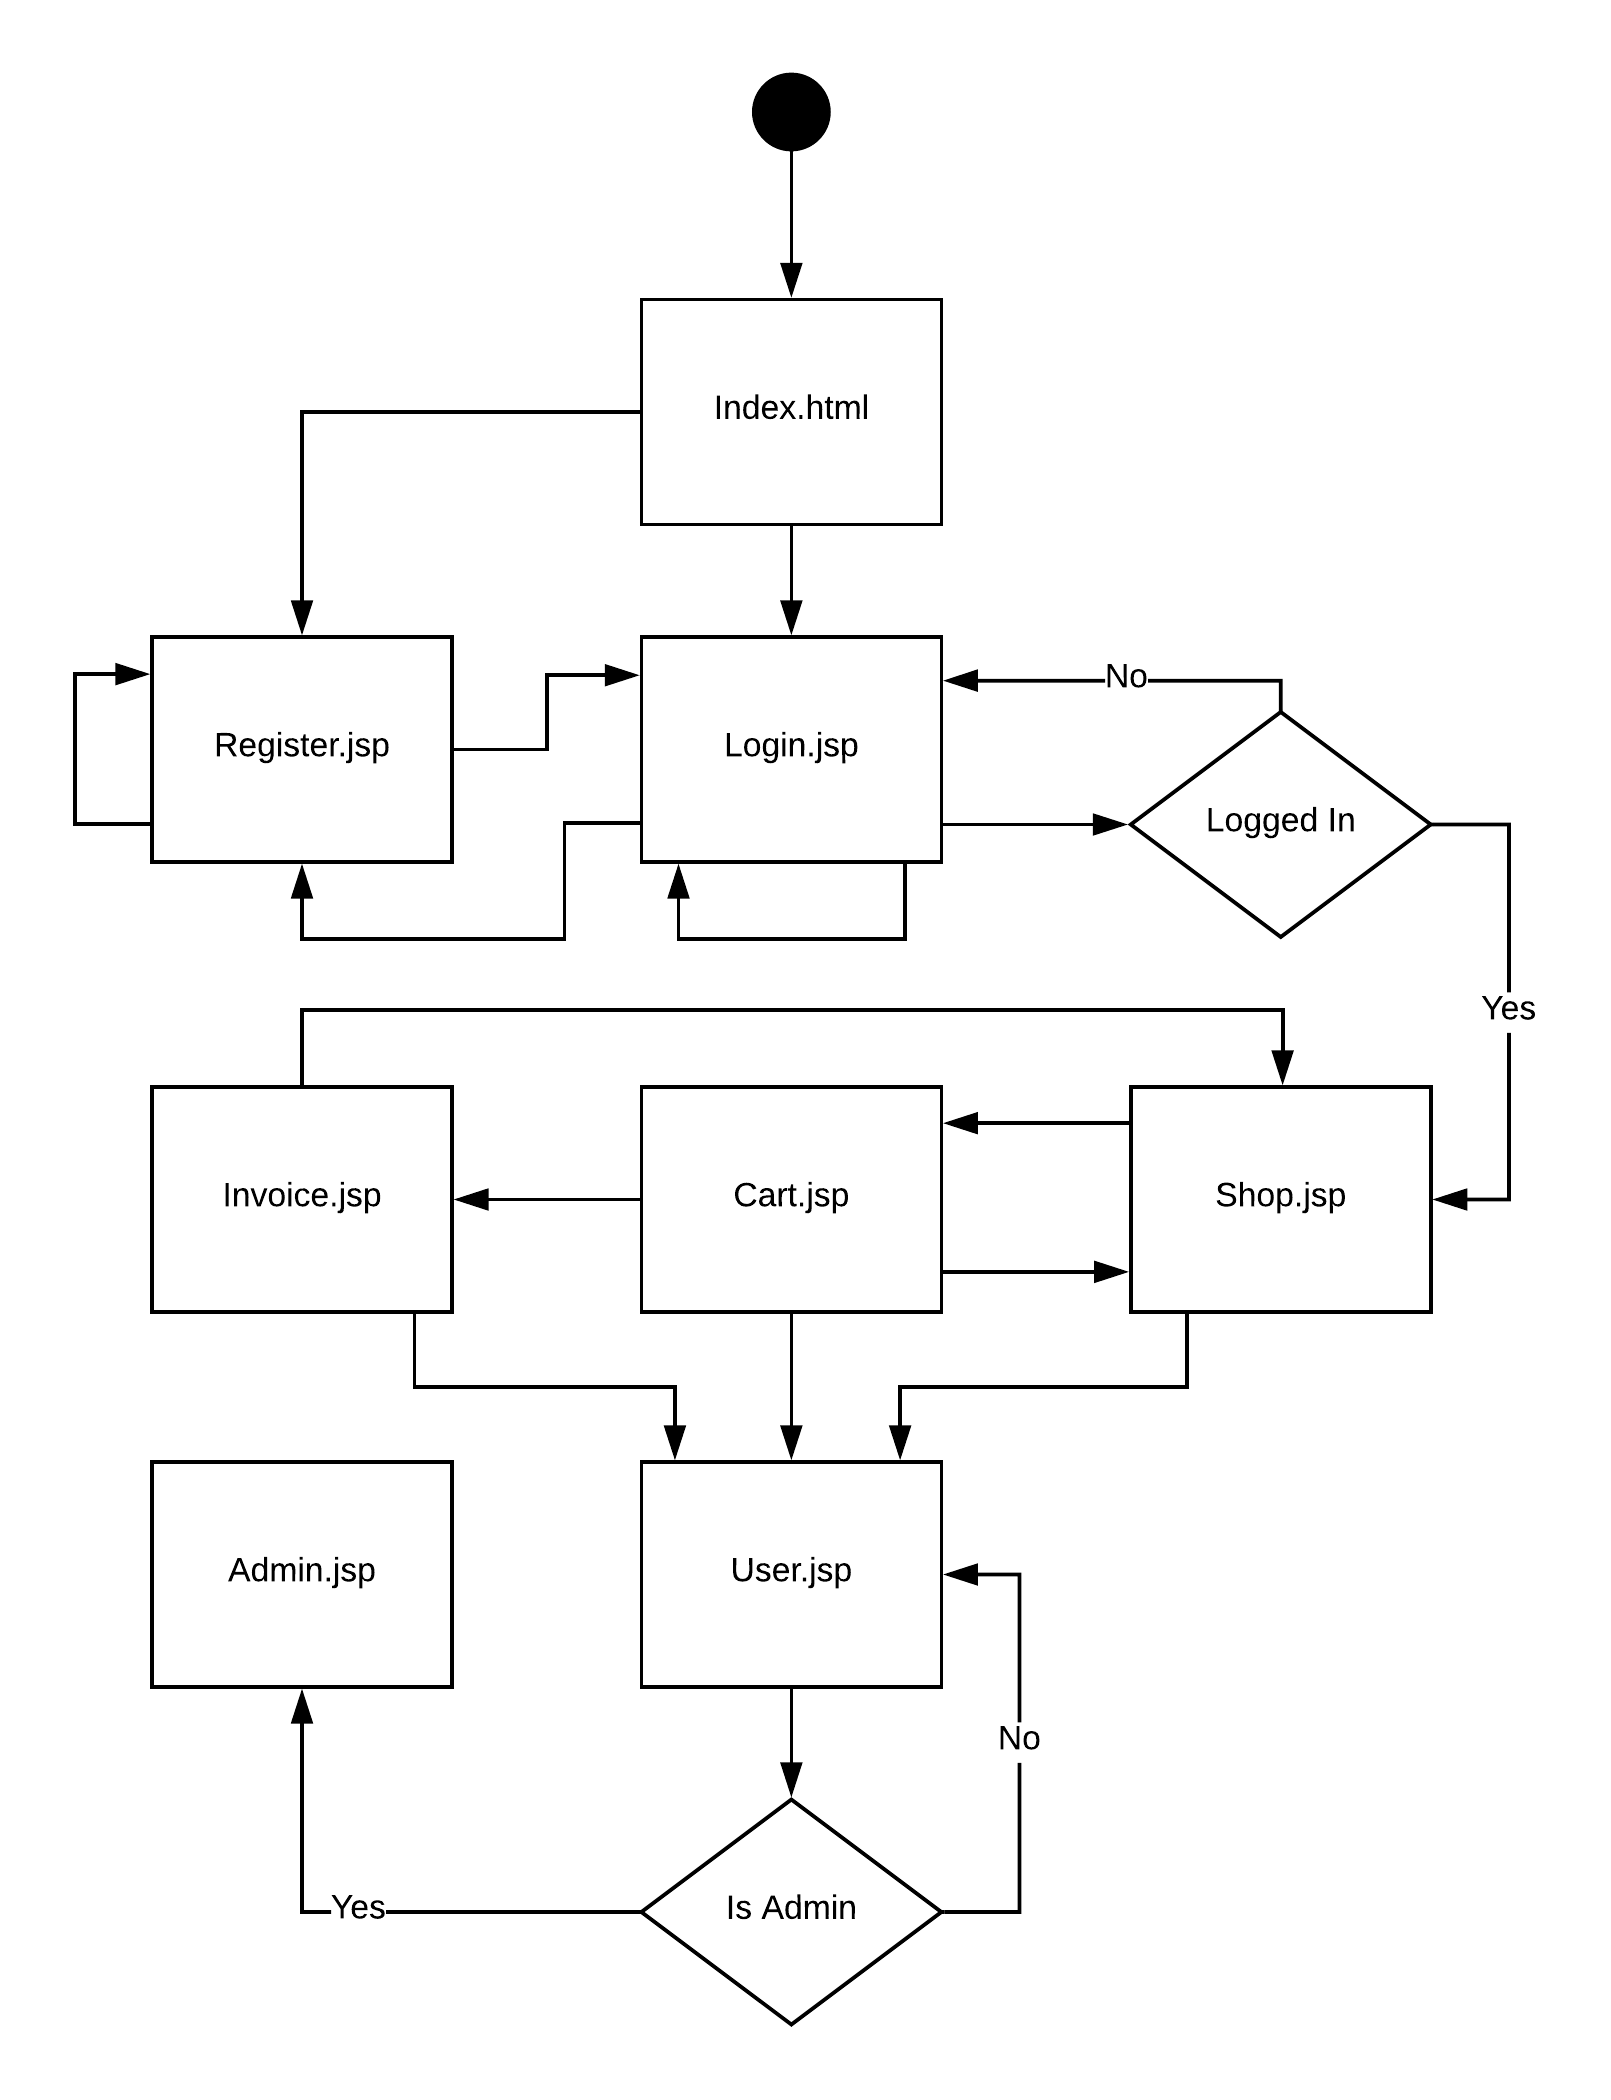 Index.html
No
Register.jsp
Login.jsp
Logged In
Yes
Invoice.jsp
Cart.jsp
Shop.jsp
Admin.jsp
User.jsp
No
Yes
Is Admin